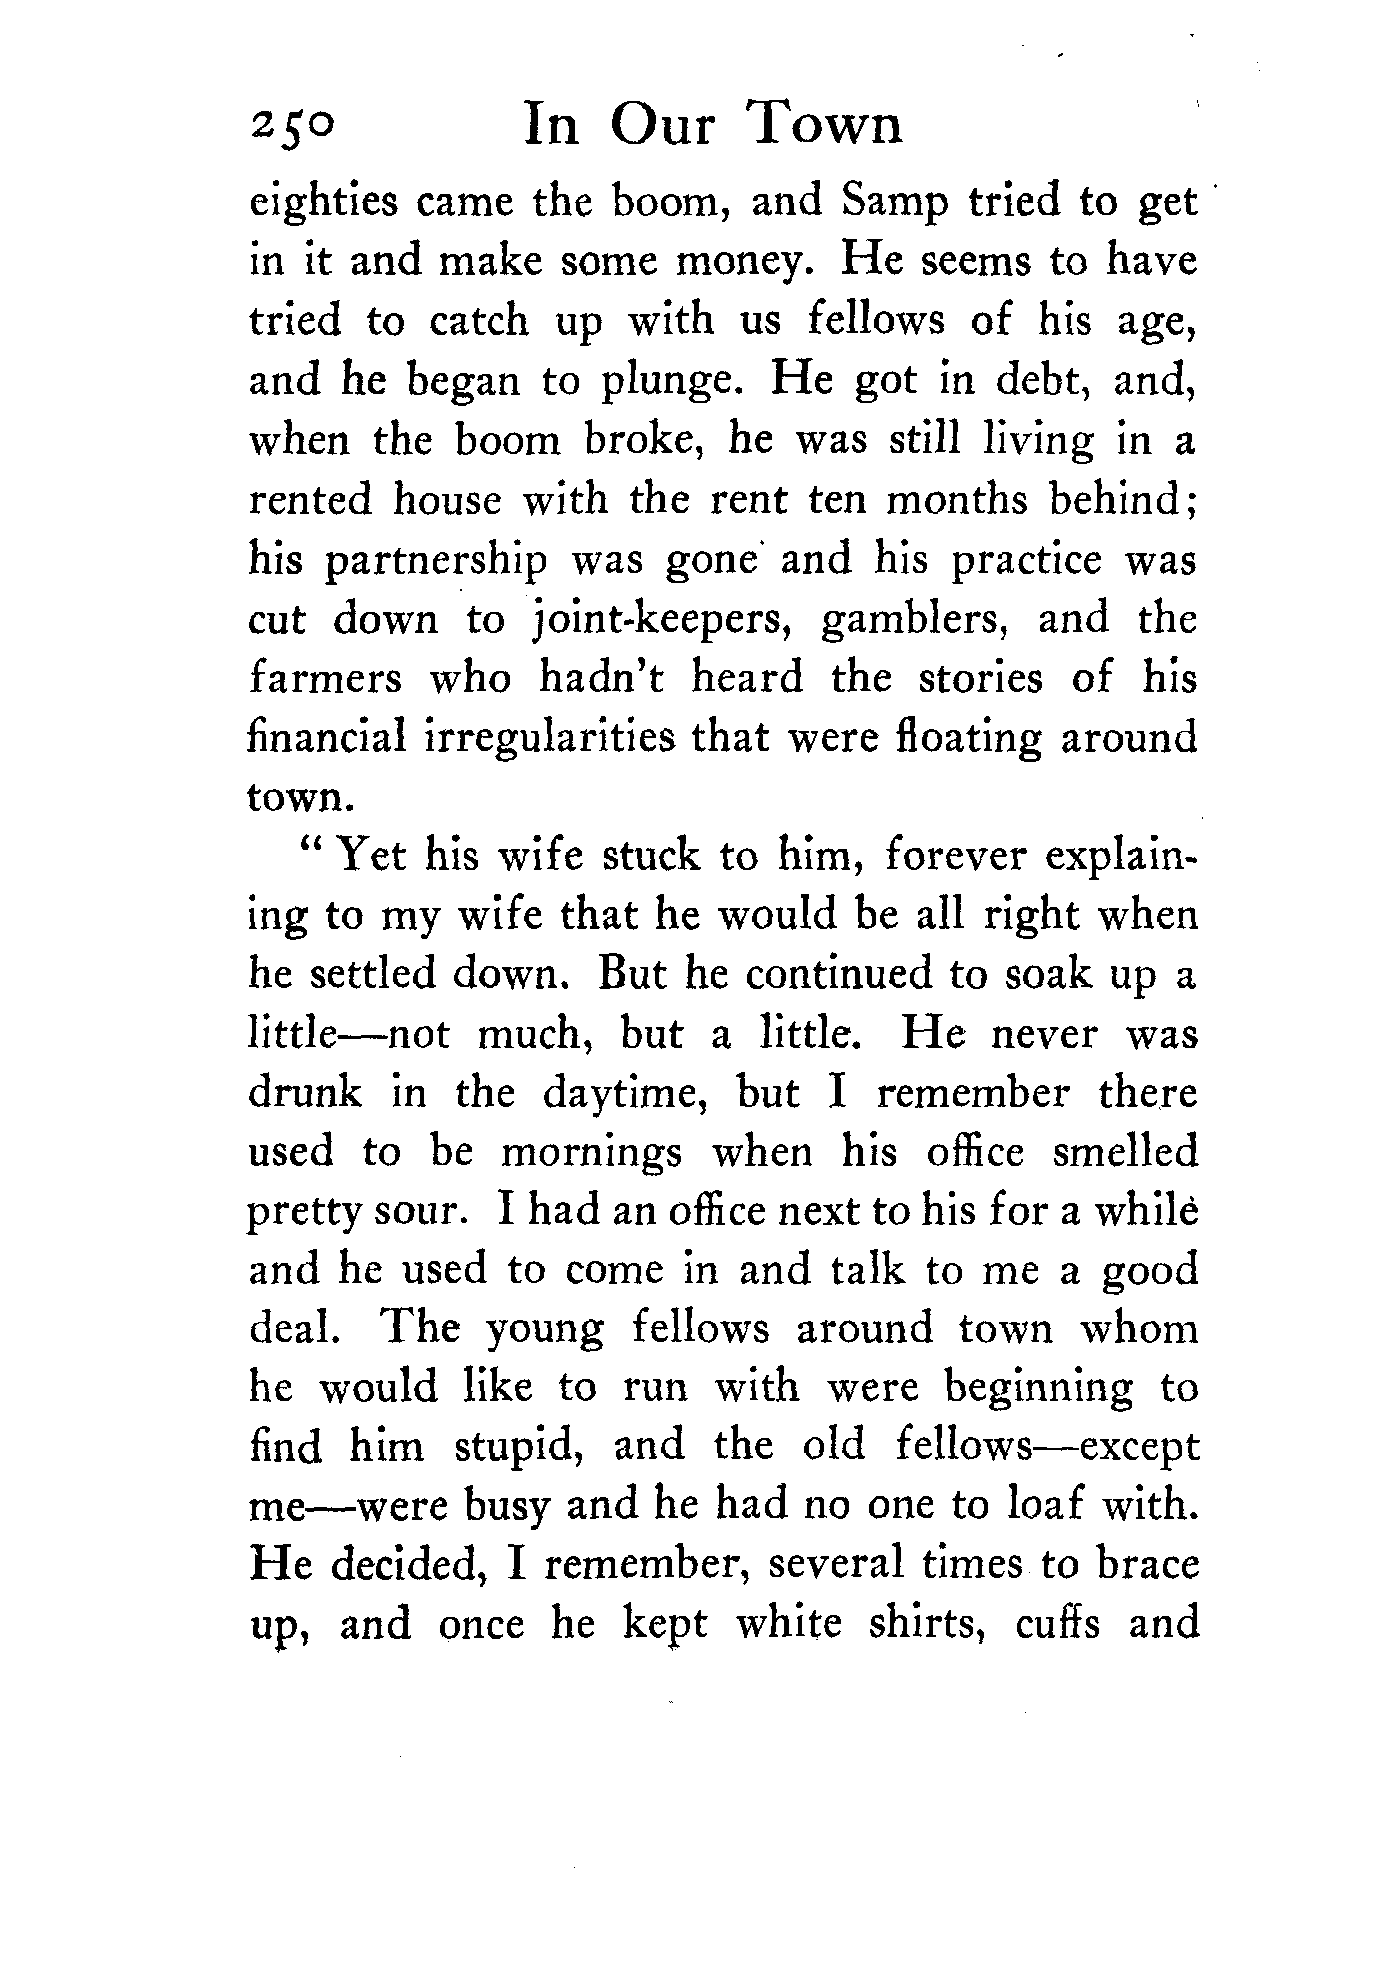 250 In Our Town
eighties came the boom, and Samp tried to get
in it and make some money. He seems to have
tried to catch up with us fellows of his age,
and he began to plunge. He got in debt, and,
when the boom broke, he was still living in a
rented house with the rent ten months behind;
his partnership was gone and his practice was
cut down to joint-keepers, gamblers, and the
farmers who hadn't heard the stories of his
financial irregularities that were floating around
town.
“ Yet his wife stuck to him, forever explain-
ing to my wife that he would be all right when
he settled down. But he continued to soak up a
little—not much, but a little. He never was
drunk in the daytime, but I remember there
used to be mornings when his office smelled
pretty sour. I had an office next to his for a while
and he used to come in and talk to me a good
deal. The young fellows around town whom
he would like to run with were beginning to
find him stupid, and the old fellows—except
me—were busy and he had no one to loaf with.
He decided, I remember, several times to brace
up, and once he kept white shirts, cuffs and